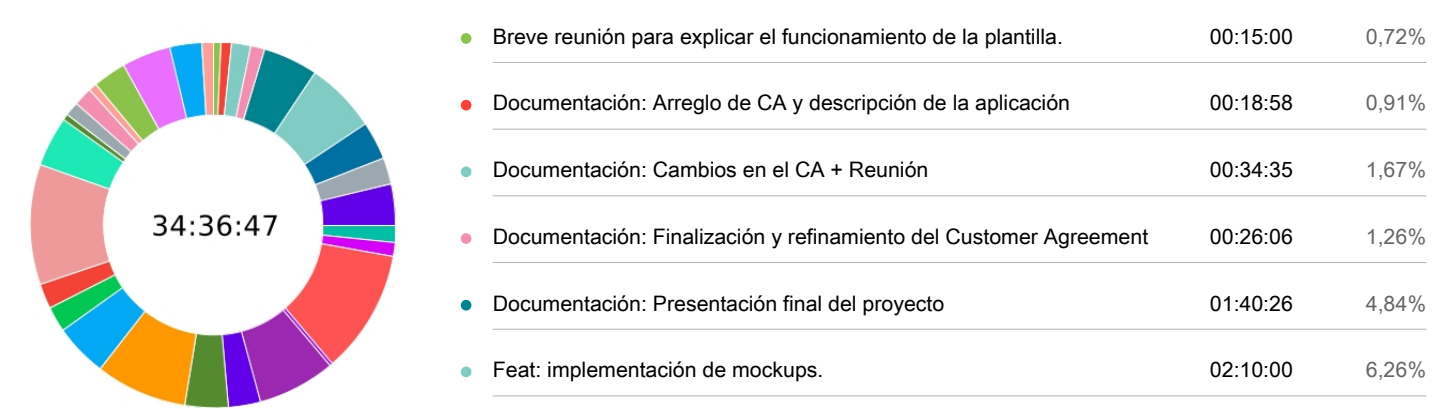 34:36:47
Breve reunión para explicar el funcionamiento de la plantilla. 00:15:00 0,72%
Documentación: Arreglo de CA y descripción de la aplicación 00:18:58 0,91%
Documentación: Cambios en el CA + Reunión 00:34:35 1,67%
Documentación: Finalización y refinamiento del Customer Agreement 00:26:06 1,26%
Documentación: Presentación final del proyecto 01:40:26 4,84%
Feat: implementación de mockups. 02:10:00 6,26%